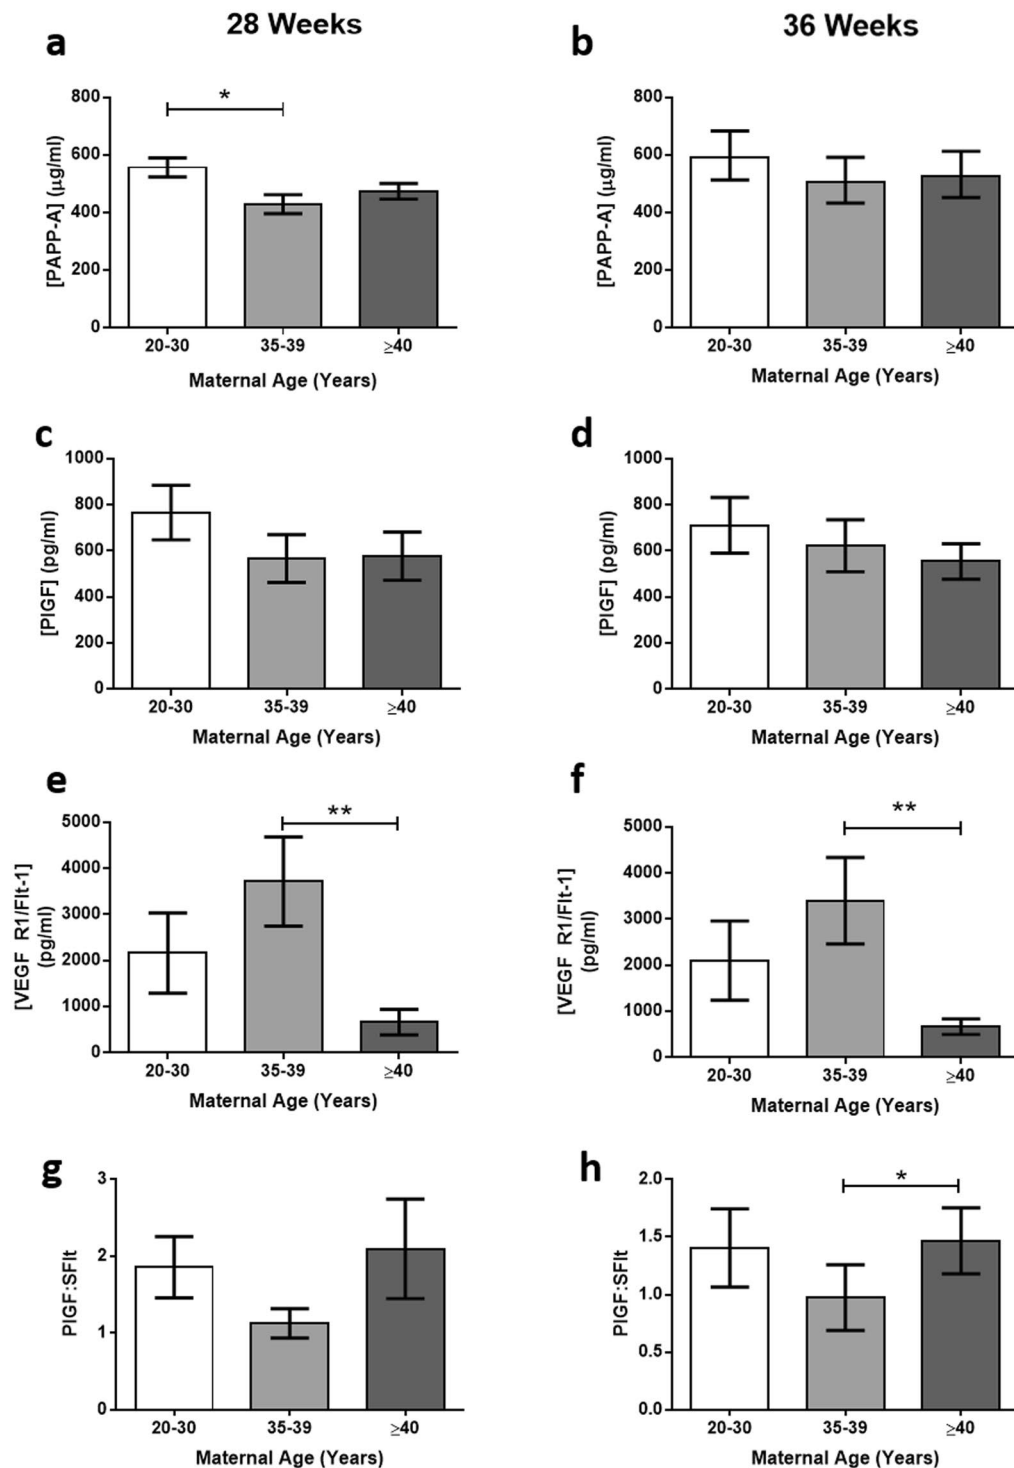 28 Weeks
36 Weeks
a
*
[PAPP-A] (μg/ml)
800
600
400
200
0
20-30
35-39
≥40
Maternal Age (Years)
b
[PAPP-A] (μg/ml)
800
600
400
200
0
20-30
35-39
≥40
Maternal Age (Years)
c
[PlGF] (pg/ml)
1000
800
600
400
200
0
20-30
35-39
≥40
Maternal Age (Years)
d
[PlGF] (pg/ml)
1000
800
600
400
200
0
20-30
35-39
≥40
Maternal Age (Years)
e
**
[VEGF R1/Flt-1]
(pg/ml)
5000
4000
3000
2000
1000
0
20-30
35-39
≥40
Maternal Age (Years)
f
**
[VEGF R1/Flt-1]
(pg/ml)
5000
4000
3000
2000
1000
0
20-30
35-39
≥40
Maternal Age (Years)
g
PlGF:SFlt
3
2
1
0
20-30
35-39
≥40
Maternal Age (Years)
h
*
PlGF:SFlt
2.0
1.5
1.0
0.5
0.0
20-30
35-39
≥40
Maternal Age (Years)